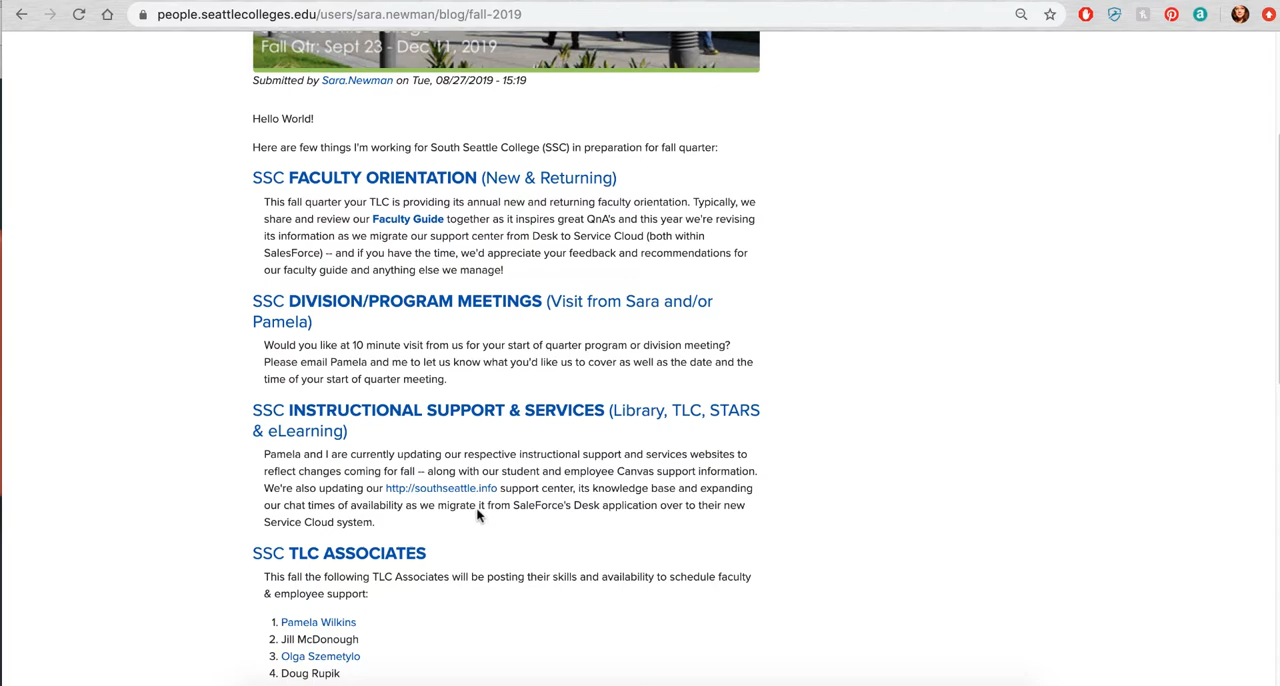 people.seattlecolleges.edu/users/sara.newman/blog/fall-2019
Fall Qtr: Sept 23 - Dec 11, 2019
Submitted by Sara.Newman on Tue, 08/27/2019 - 15:19
Hello World!
Here are few things I'm working for South Seattle College (SSC) in preparation for fall quarter:
SSC FACULTY ORIENTATION (New & Returning)
This fall quarter your TLC is providing its annual new and returning faculty orientation. Typically, we
share and review our Faculty Guide together as it inspires great QnA's and this year we're revising
its information as we migrate our support center from Desk to Service Cloud (both within
SalesForce) -- and if you have the time, we'd appreciate your feedback and recommendations for
our faculty guide and anything else we manage!
SSC DIVISION/PROGRAM MEETINGS (Visit from Sara and/or
Pamela)
Would you like at 10 minute visit from us for your start of quarter program or division meeting?
Please email Pamela and me to let us know what you'd like us to cover as well as the date and the
time of your start of quarter meeting.
SSC INSTRUCTIONAL SUPPORT & SERVICES (Library, TLC, STARS
& eLearning)
Pamela and I are currently updating our respective instructional support and services websites to
reflect changes coming for fall -- along with our student and employee Canvas support information.
We're also updating our http://southseattle.info support center, its knowledge base and expanding
our chat times of availability as we migrate it from SaleForce's Desk application over to their new
Service Cloud system.
SSC TLC ASSOCIATES
This fall the following TLC Associates will be posting their skills and availability to schedule faculty
& employee support:
1. Pamela Wilkins
2. Jill McDonough
3. Olga Szemetylo
4. Doug Rupik